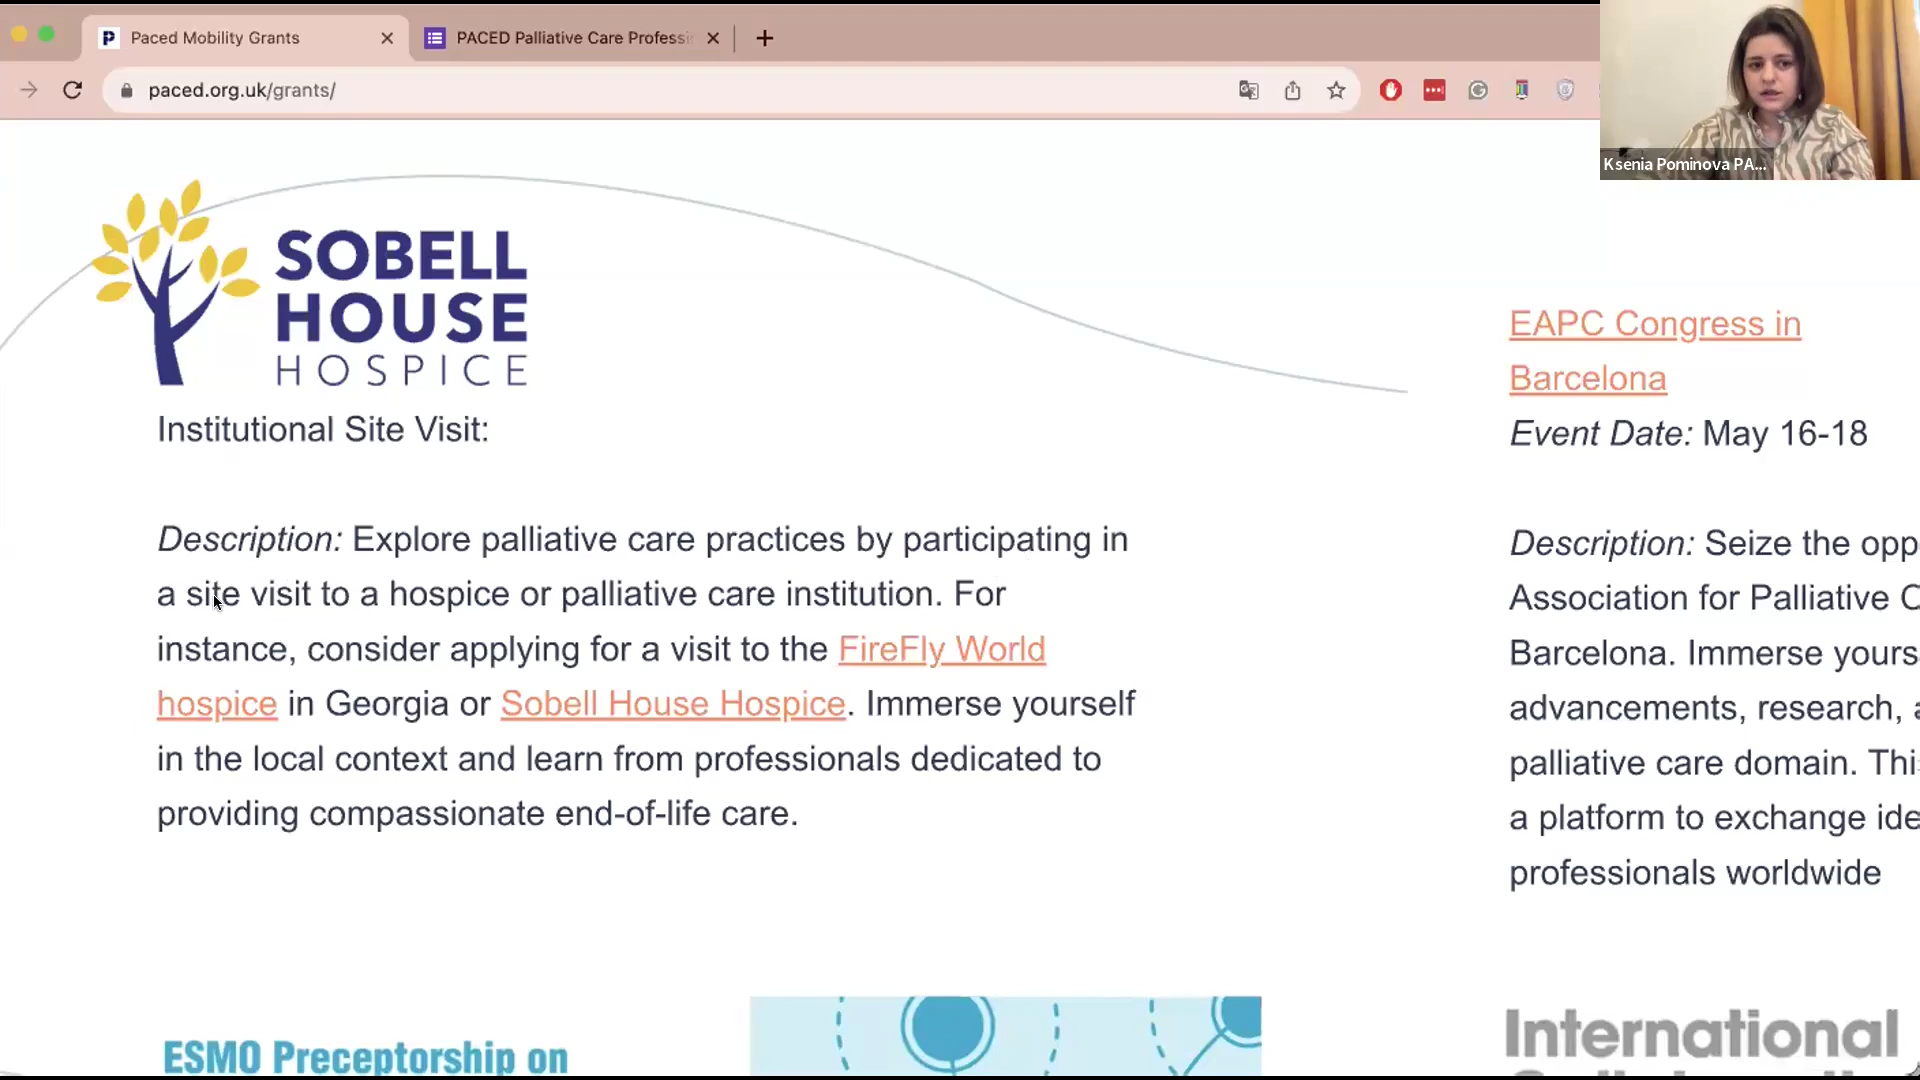 Paced Mobility Grants
PACED Palliative Care Professi
paced.org.uk/grants/
Ksenia Pominova PA...
SOBELL
HOUSE
HOSPICE
Institutional Site Visit:
Description: Explore palliative care practices by participating in
a site visit to a hospice or palliative care institution. For
instance, consider applying for a visit to the FireFly World
hospice in Georgia or Sobell House Hospice. Immerse yourself
in the local context and learn from professionals dedicated to
providing compassionate end-of-life care.
EAPC Congress in
Barcelona
Event Date: May 16-18
Description: Seize the opp
Association for Palliative C
Barcelona. Immerse yours
advancements, research, a
palliative care domain. Thi
a platform to exchange ide
professionals worldwide
ESMO Preceptorship on
International